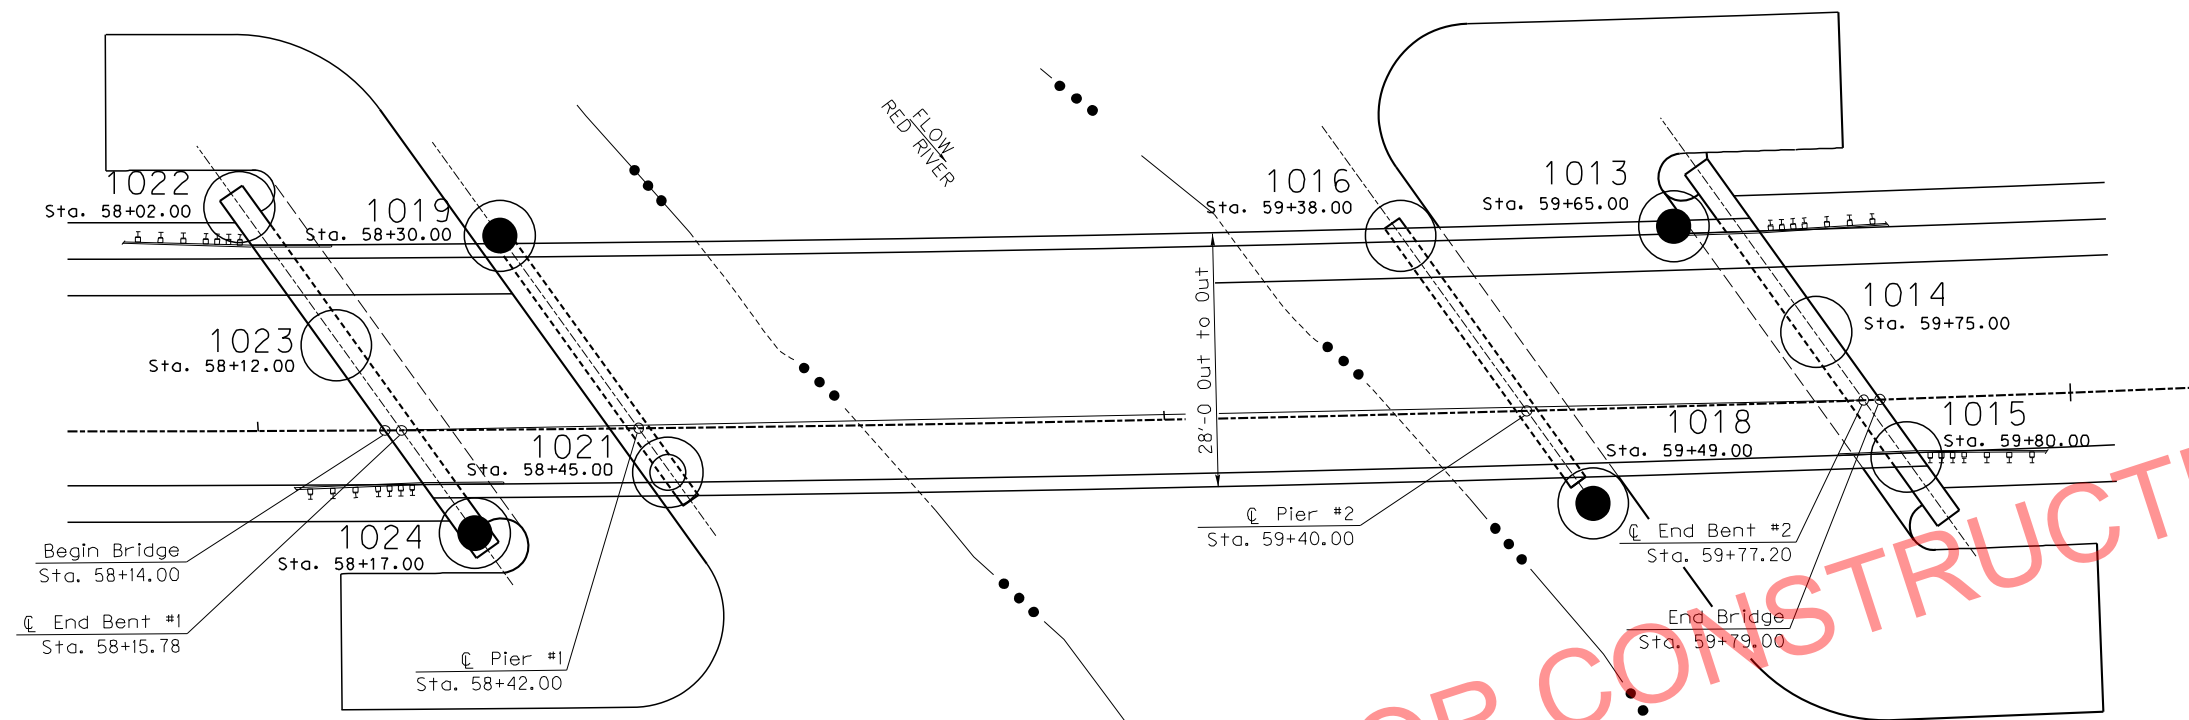 FLOW
RED RIVER
1022
Sta. 58+02.00
1019
Sta. 58+30.00
1016
Sta. 59+38.00
1013
Sta. 59+65.00
1023
Sta. 58+12.00
28'-0 Out to Out
1014
Sta. 59+75.00
1021
Sta. 58+45.00
1018
Sta. 59+49.00
1015
Sta. 59+80.00
1024
Sta. 58+17.00
Begin Bridge
Sta. 58+14.00
℄ End Bent #1
Sta. 58+15.78
℄ Pier #1
Sta. 58+42.00
℄ Pier #2
Sta. 59+40.00
℄ End Bent #2
Sta. 59+77.20
End Bridge
Sta. 59+79.00
OR CONSTRUCTI